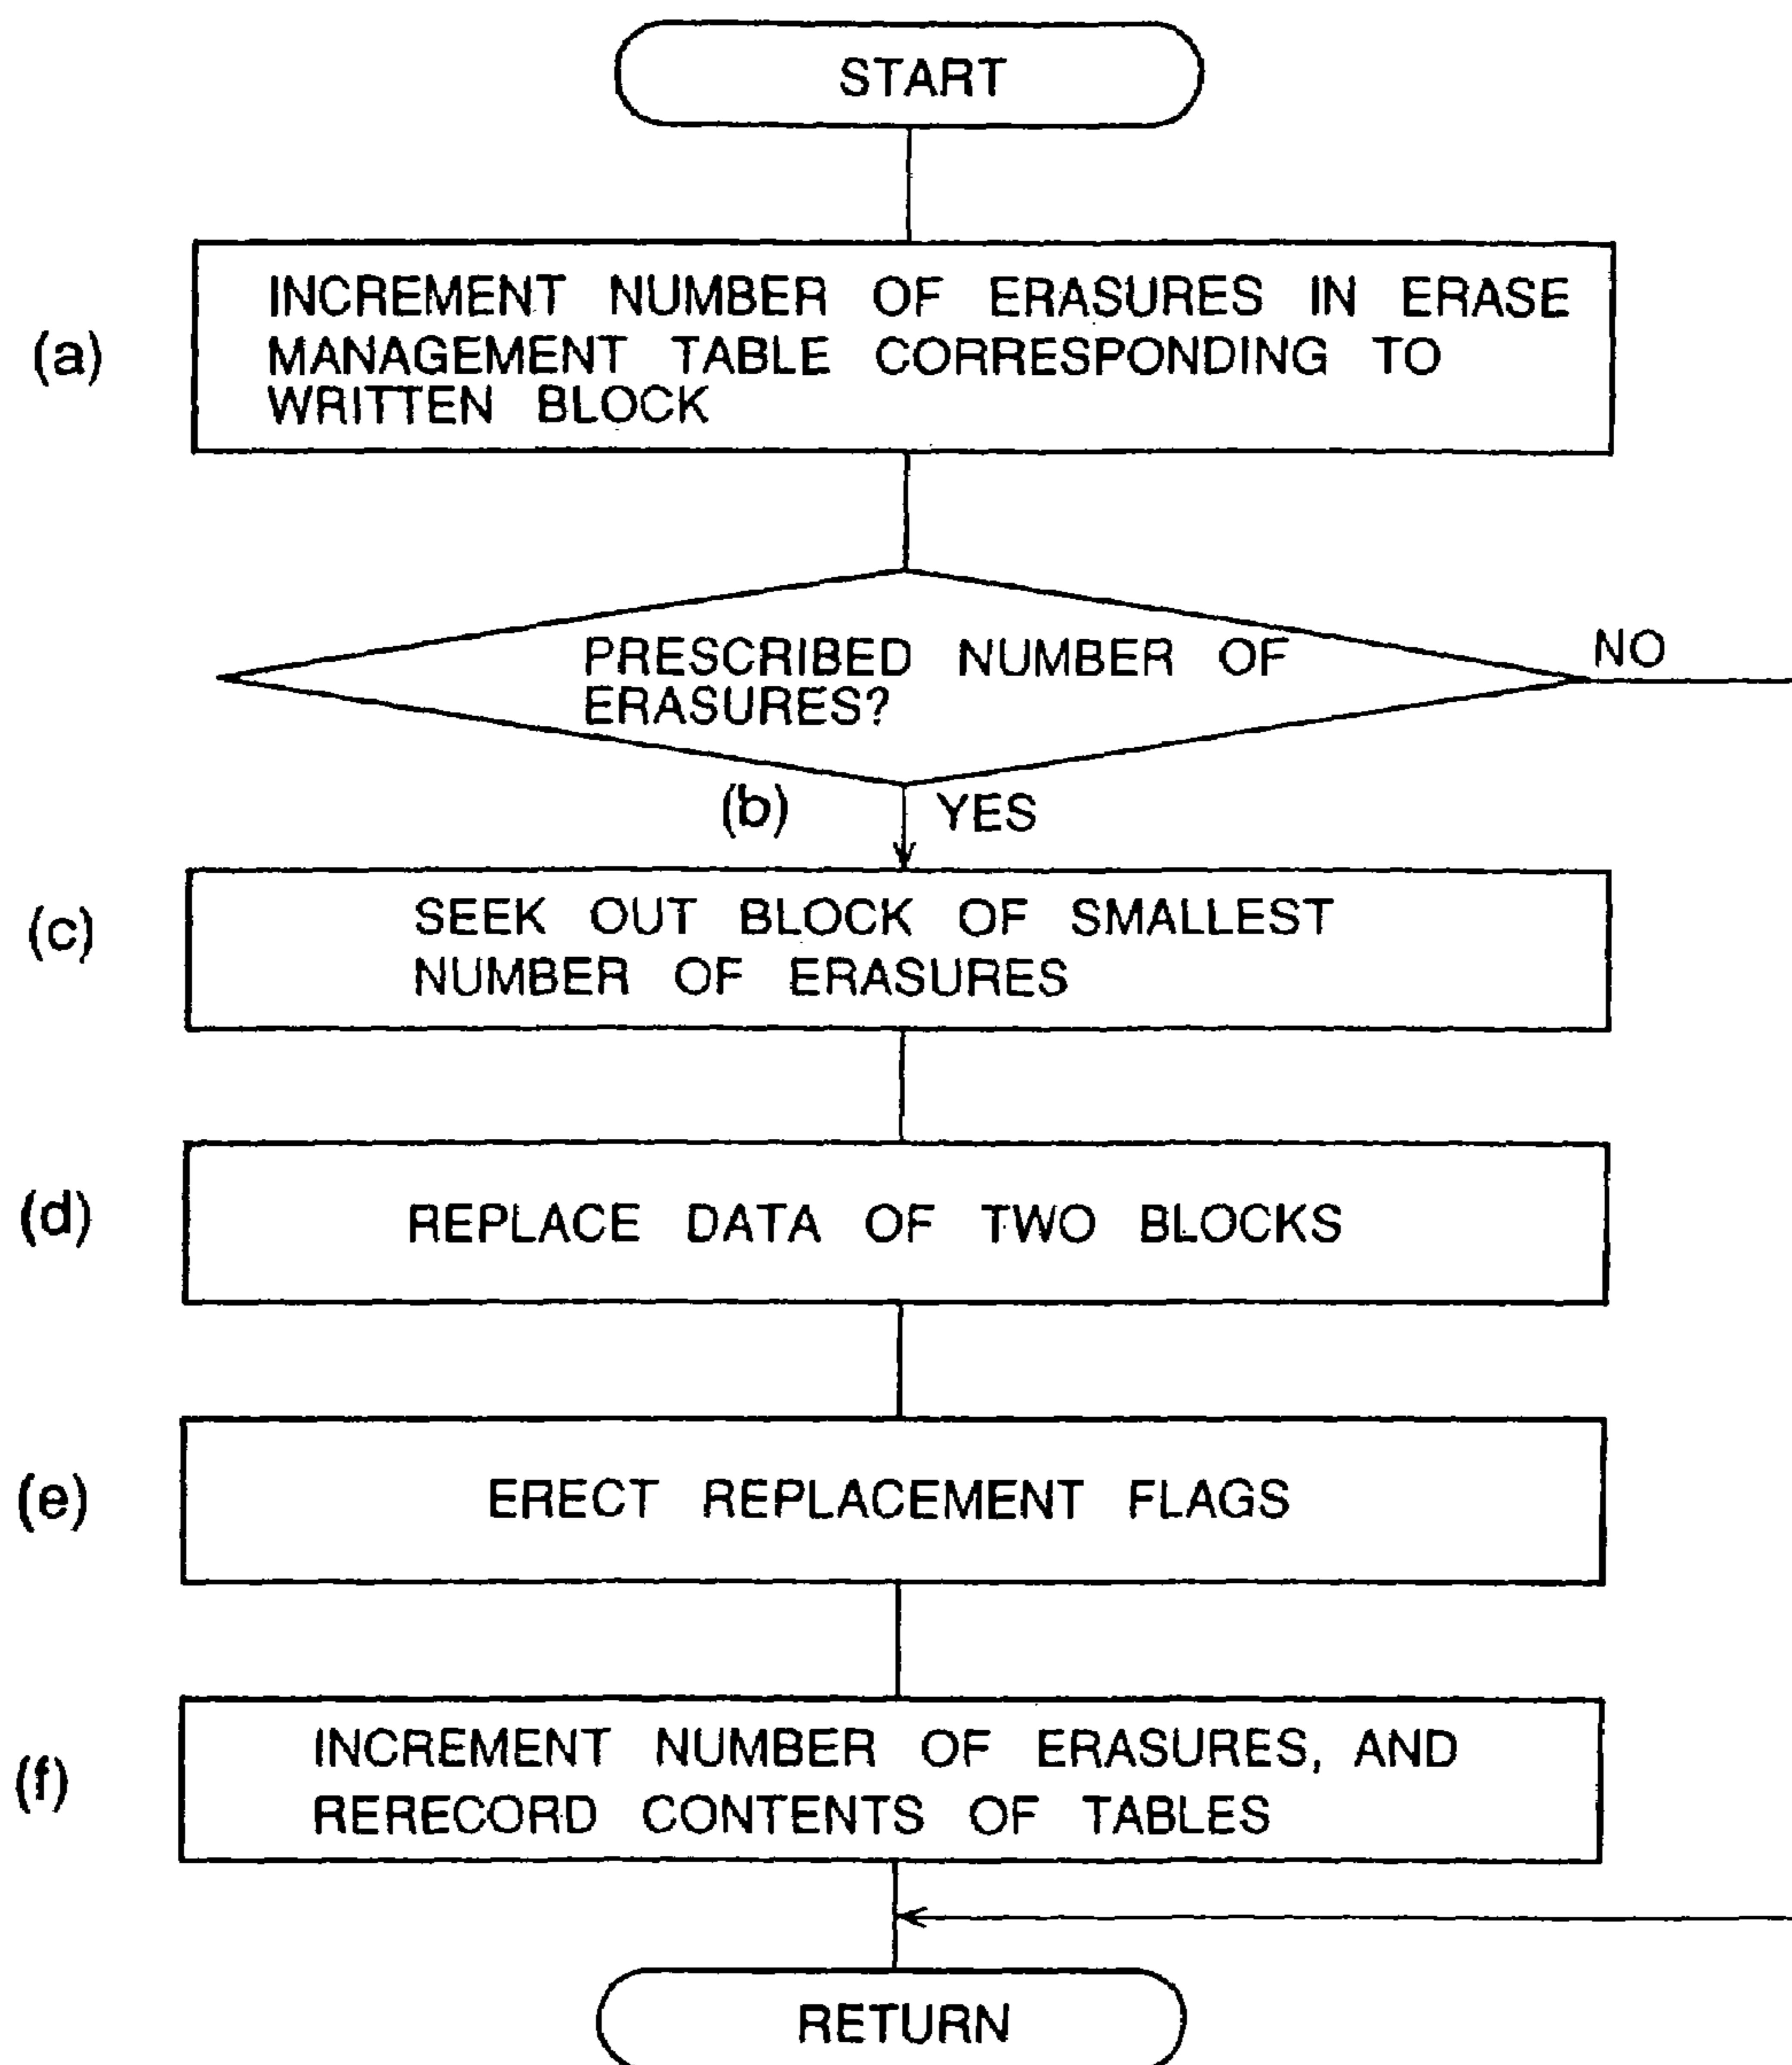 START
(a)
INCREMENT NUMBER OF ERASURES IN ERASE
MANAGEMENT TABLE CORRESPONDING TO
WRITTEN BLOCK
PRESCRIBED NUMBER OF
ERASURES?
NO
(b)
YES
(c)
SEEK OUT BLOCK OF SMALLEST
NUMBER OF ERASURES
(d)
REPLACE DATA OF TWO BLOCKS
(e)
ERECT REPLACEMENT FLAGS
(f)
INCREMENT NUMBER OF ERASURES, AND
RERECORD CONTENTS OF TABLES
RETURN